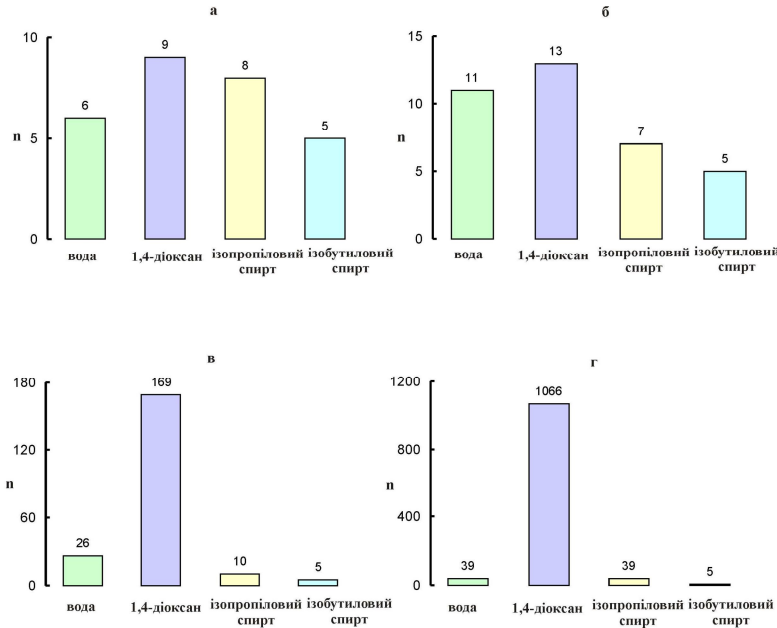 а
10
5
0
n
6
9
8
5
вода
1,4-діоксан
ізопропіловий
спирт
ізобутиловий
спирт
б
15
10
5
0
n
11
13
7
5
вода
1,4-діоксан
ізопропіловий
спирт
ізобутиловий
спирт
в
180
120
60
0
n
26
169
10
5
вода
1,4-діоксан
ізопропіловий
спирт
ізобутиловий
спирт
г
1200
800
400
0
n
39
1066
39
5
вода
1,4-діоксан
ізопропіловий
спирт
ізобутиловий
спирт